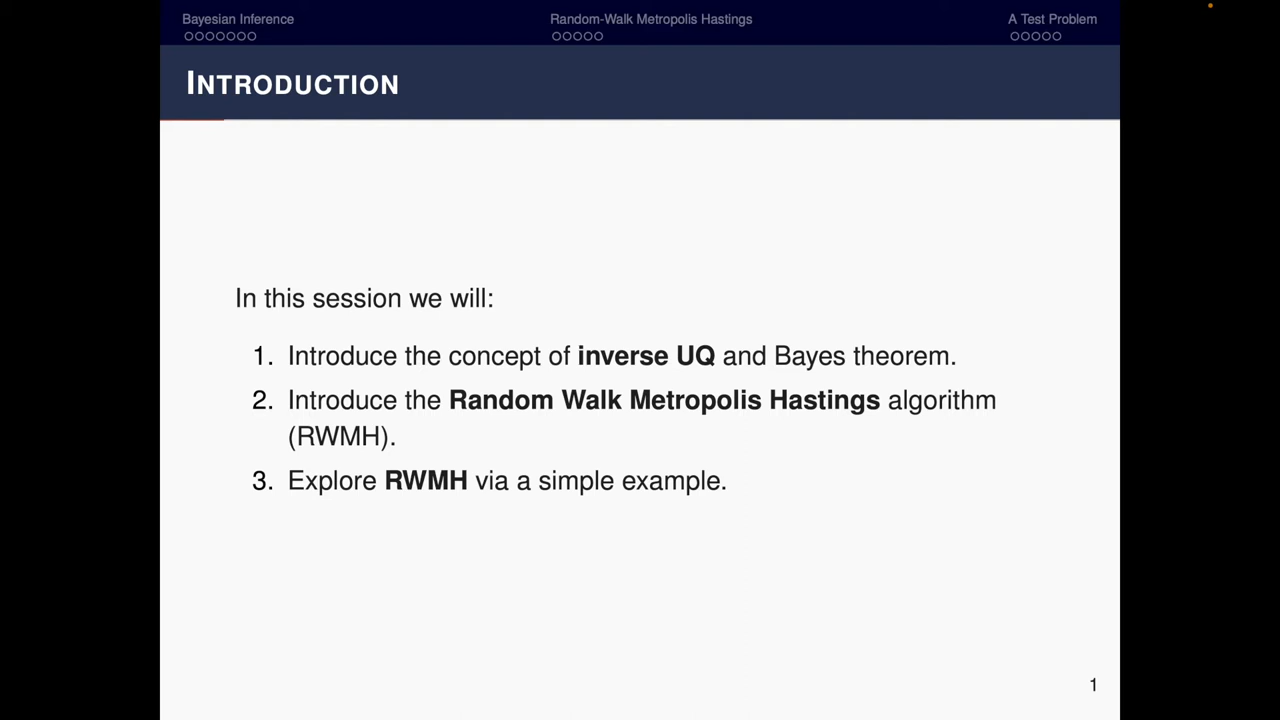 Bayesian Inference
Random-Walk Metropolis Hastings
A Test Problem
INTRODUCTION
In this session we will:
1. Introduce the concept of inverse UQ and Bayes theorem.
2. Introduce the Random Walk Metropolis Hastings algorithm
(RWMH).
3. Explore RWMH via a simple example.
1